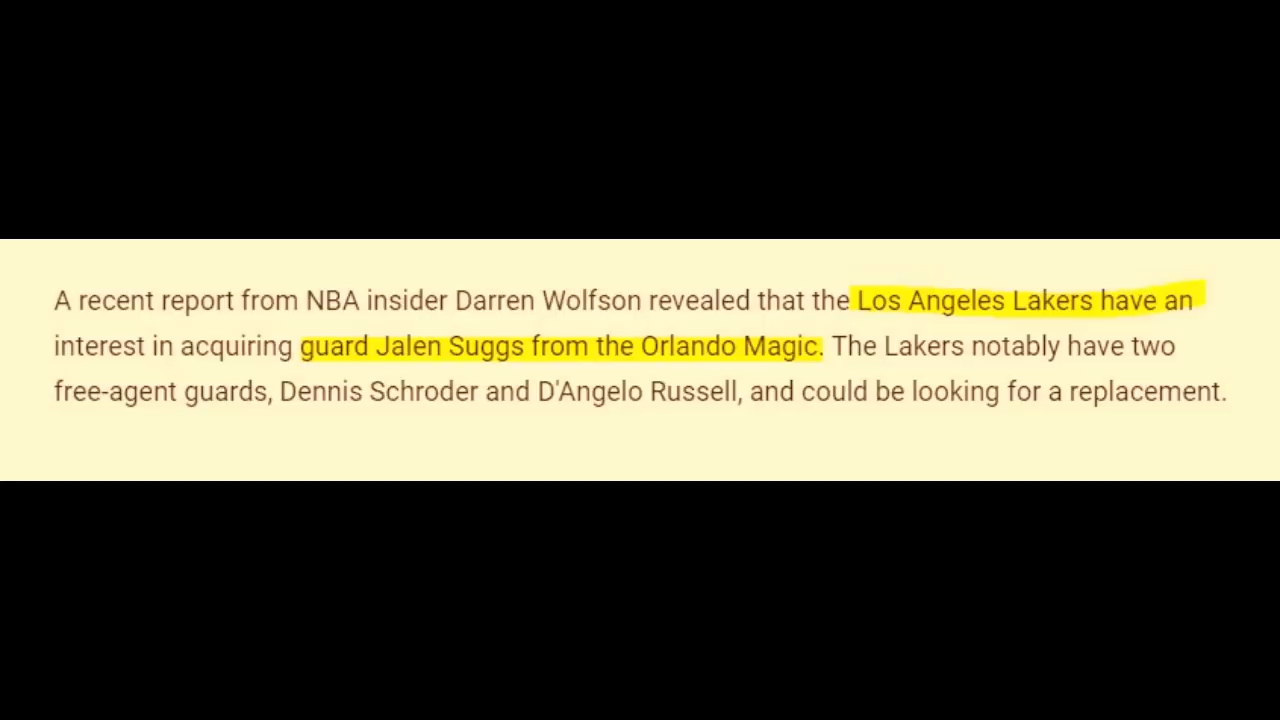 A recent report from NBA insider Darren Wolfson revealed that the Los Angeles Lakers have an
interest in acquiring guard Jalen Suggs from the Orlando Magic. The Lakers notably have two
free-agent guards, Dennis Schroder and D'Angelo Russell, and could be looking for a replacement.